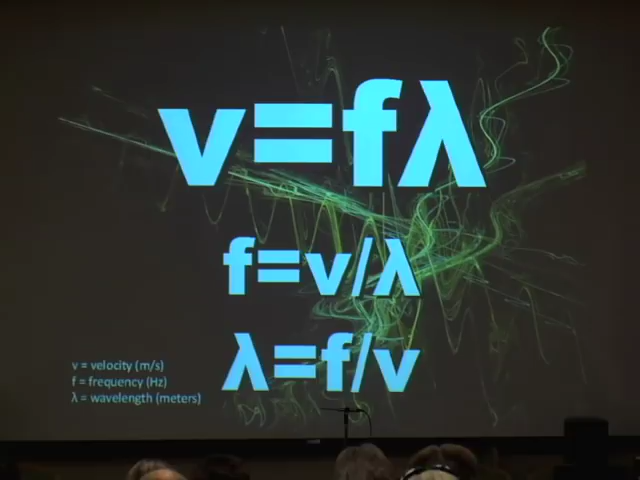 v=fλ
f=v/λ
λ=f/v
v = velocity (m/s)
f = frequency (Hz)
λ = wavelength (meters)